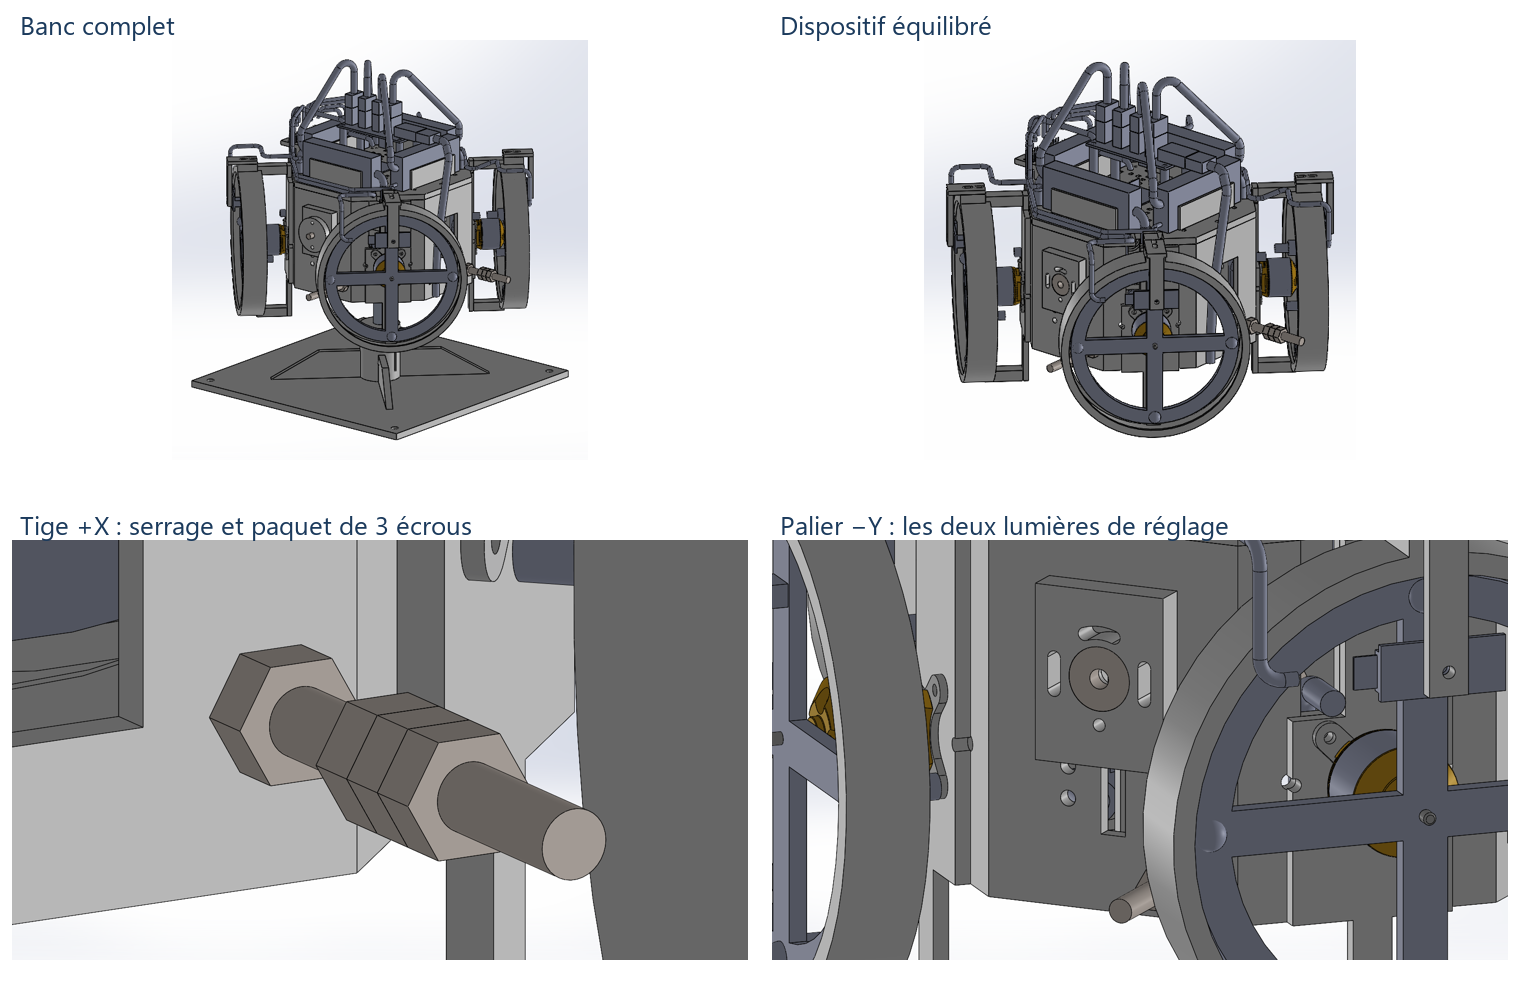 Banc complet
Dispositif équilibré
Tige +X : serrage et paquet de 3 écrous
Palier −Y : les deux lumières de réglage